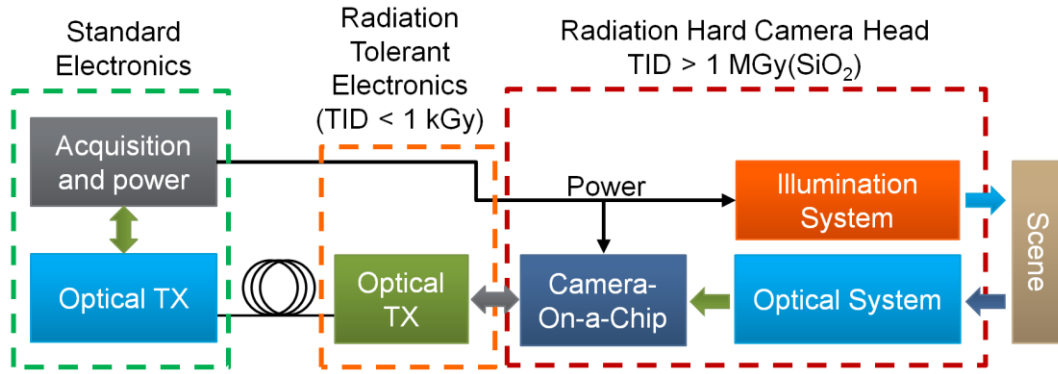 Standard
Electronics
Radiation
Tolerant
Electronics
(TID < 1 kGy)
Radiation Hard Camera Head
TID > 1 MGy(SiO₂)
Acquisition
and power
Power
Illumination
System
Scene
Optical TX
Optical
TX
Camera-
On-a-Chip
Optical System